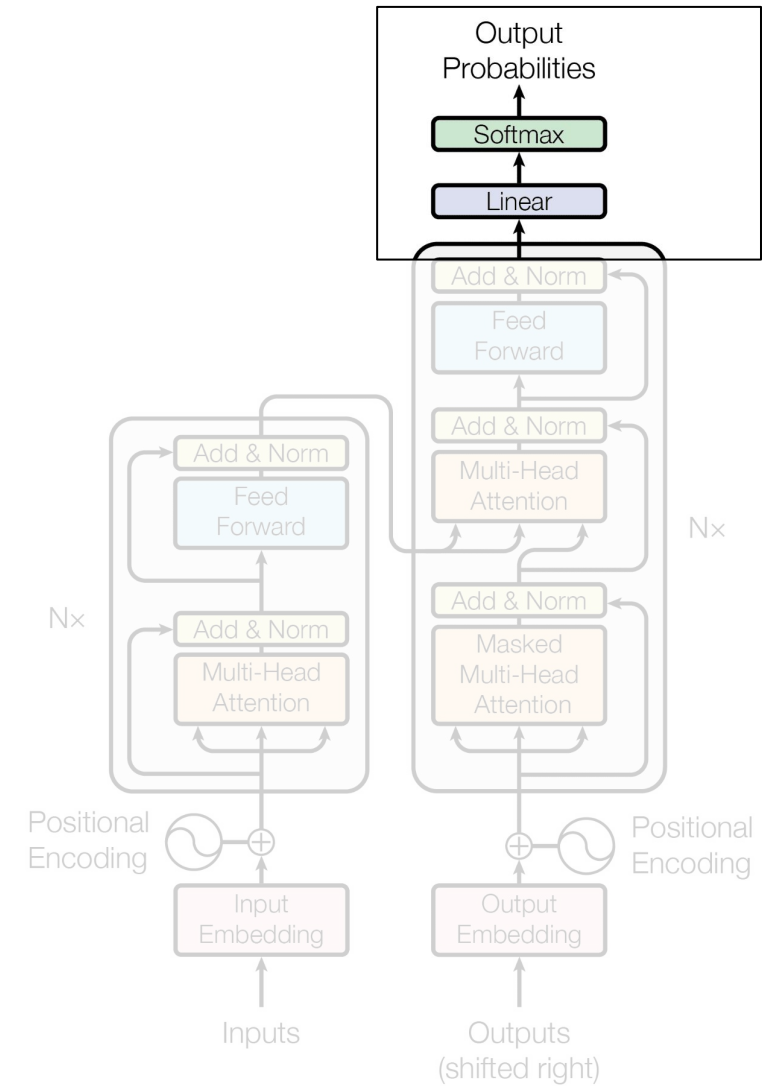 Output
Probabilities
Softmax
Linear
Add & Norm
Feed
Forward
Add & Norm
Multi-Head
Attention
N×
Add & Norm
Masked
Multi-Head
Attention
Add & Norm
Feed
Forward
N×
Add & Norm
Multi-Head
Attention
Positional
Encoding
Positional
Encoding
Input
Embedding
Output
Embedding
Inputs
Outputs
(shifted right)